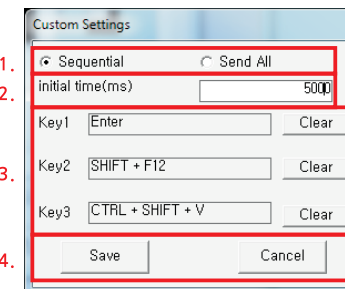 Custom Settings
1. Sequential Send All
2. initial time(ms) 5000
Key1 Enter Clear
3. Key2 SHIFT + F12 Clear
Key3 CTRL + SHIFT + V Clear
4. Save Cancel